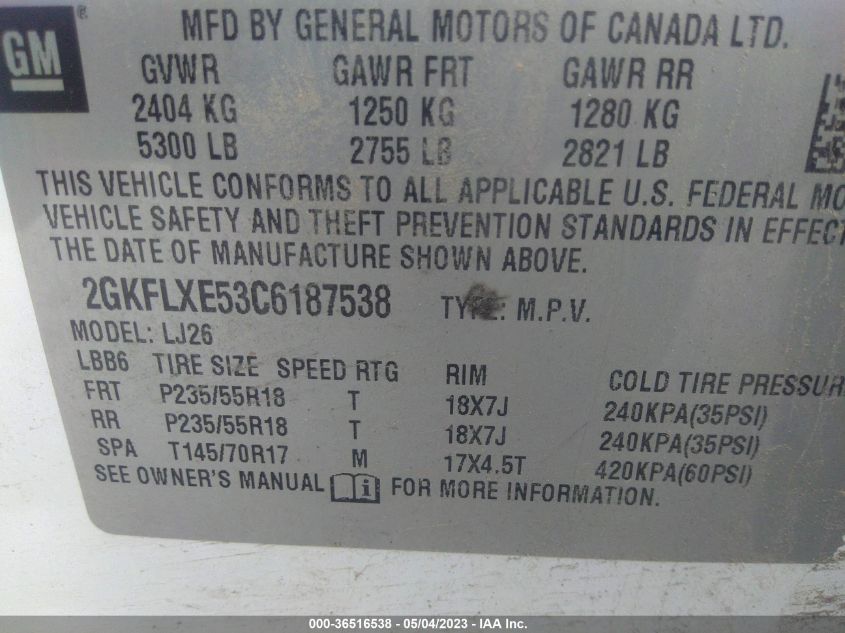 MFD BY GENERAL MOTORS OF CANADA LTD.
GM ®
GVWR GAWR FRT GAWR RR
2404 KG 1250 KG 1280 KG
5300 LB 2755 LB 2821 LB
THIS VEHICLE CONFORMS TO ALL APPLICABLE U.S. FEDERAL MO
VEHICLE SAFETY AND THEFT PREVENTION STANDARDS IN EFFECT
THE DATE OF MANUFACTURE SHOWN ABOVE.
2GKFLXE53C6187538 TYPE: M.P.V.
MODEL: LJ26
LBB6 TIRE SIZE SPEED RTG RIM COLD TIRE PRESSUR
FRT P235/55R18 T 18X7J 240KPA(35PSI)
RR P235/55R18 T 18X7J 240KPA(35PSI)
SPA T145/70R17 M 17X4.5T 420KPA(60PSI)
SEE OWNER'S MANUAL i FOR MORE INFORMATION.
000-36516538 - 05/04/2023 - IAA Inc.